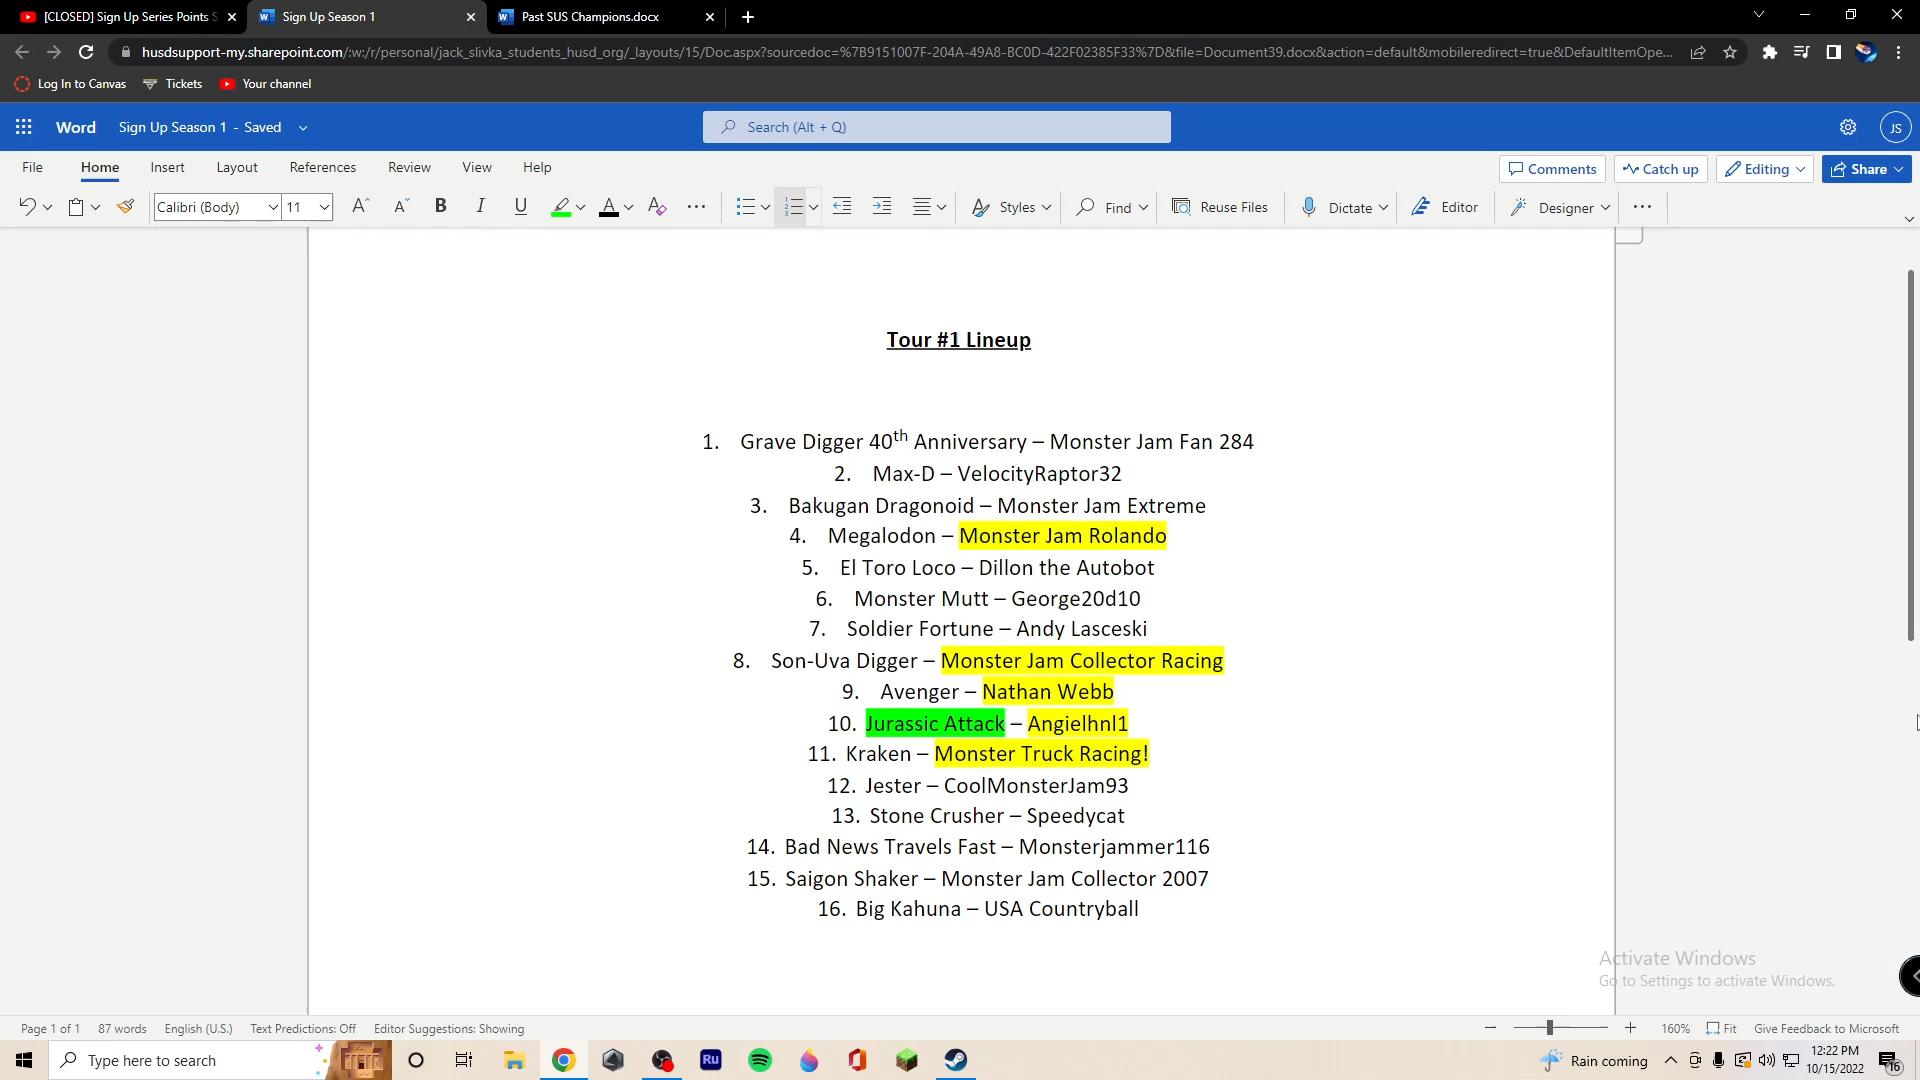 [CLOSED] Sign Up Series Points S
Sign Up Season 1
Past SUS Champions.docx
husdsupport-my.sharepoint.com/:w:/r/personal/jack_slivka_students_husd_org/_layouts/15/Doc.aspx?sourcedoc=%7B9151007F-204A-49A8-BC0D-422F02385F33%7D&file=Document39.docx&action=default&mobileredirect=true&DefaultItemOpe...
Log In to Canvas
Tickets
Your channel
Word
Sign Up Season 1 - Saved
Search (Alt + Q)
JS
File
Home
Insert
Layout
References
Review
View
Help
Comments
Catch up
Editing
Share
Calibri (Body)
11
Styles
Find
Reuse Files
Dictate
Editor
Designer
Tour #1 Lineup
1. Grave Digger 40th Anniversary – Monster Jam Fan 284
2. Max-D – VelocityRaptor32
3. Bakugan Dragonoid – Monster Jam Extreme
4. Megalodon – Monster Jam Rolando
5. El Toro Loco – Dillon the Autobot
6. Monster Mutt – George20d10
7. Soldier Fortune – Andy Lasceski
8. Son-Uva Digger – Monster Jam Collector Racing
9. Avenger – Nathan Webb
10. Jurassic Attack – Angielhnl1
11. Kraken – Monster Truck Racing!
12. Jester – CoolMonsterJam93
13. Stone Crusher – Speedycat
14. Bad News Travels Fast – Monsterjammer116
15. Saigon Shaker – Monster Jam Collector 2007
16. Big Kahuna – USA Countryball
Activate Windows
Go to Settings to activate Windows.
Page 1 of 1
87 words
English (U.S.)
Text Predictions: Off
Editor Suggestions: Showing
160%
Fit
Give Feedback to Microsoft
Type here to search
Ru
Rain coming
12:22 PM
10/15/2022
16